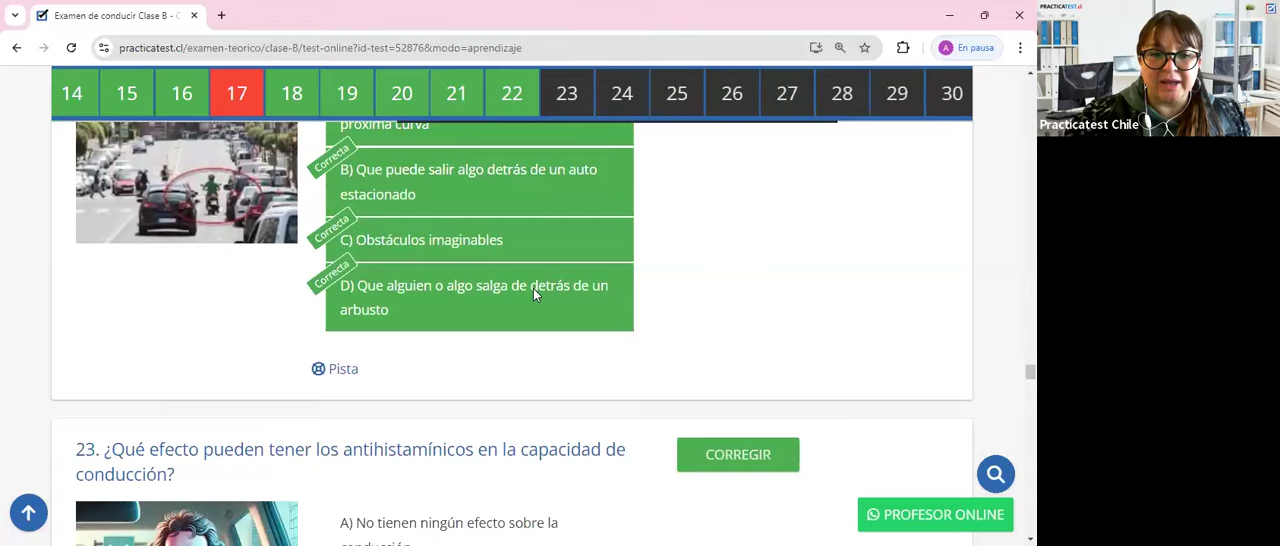 Examen de conducir Clase B - C
practicatest.cl/examen-teorico/clase-B/test-online?id-test=52876&modo=aprendizaje
A En pausa
PRACTICATEST.cl
Practicatest Chile
14 15 16 17 18 19 20 21 22 23 24 25 26 27 28 29 30
próxima curva
Correcta
B) Que puede salir algo detrás de un auto
estacionado
Correcta
C) Obstáculos imaginables
Correcta
D) Que alguien o algo salga de detrás de un
arbusto
Pista
23. ¿Qué efecto pueden tener los antihistamínicos en la capacidad de
conducción?
CORREGIR
A) No tienen ningún efecto sobre la
conducción
PROFESOR ONLINE